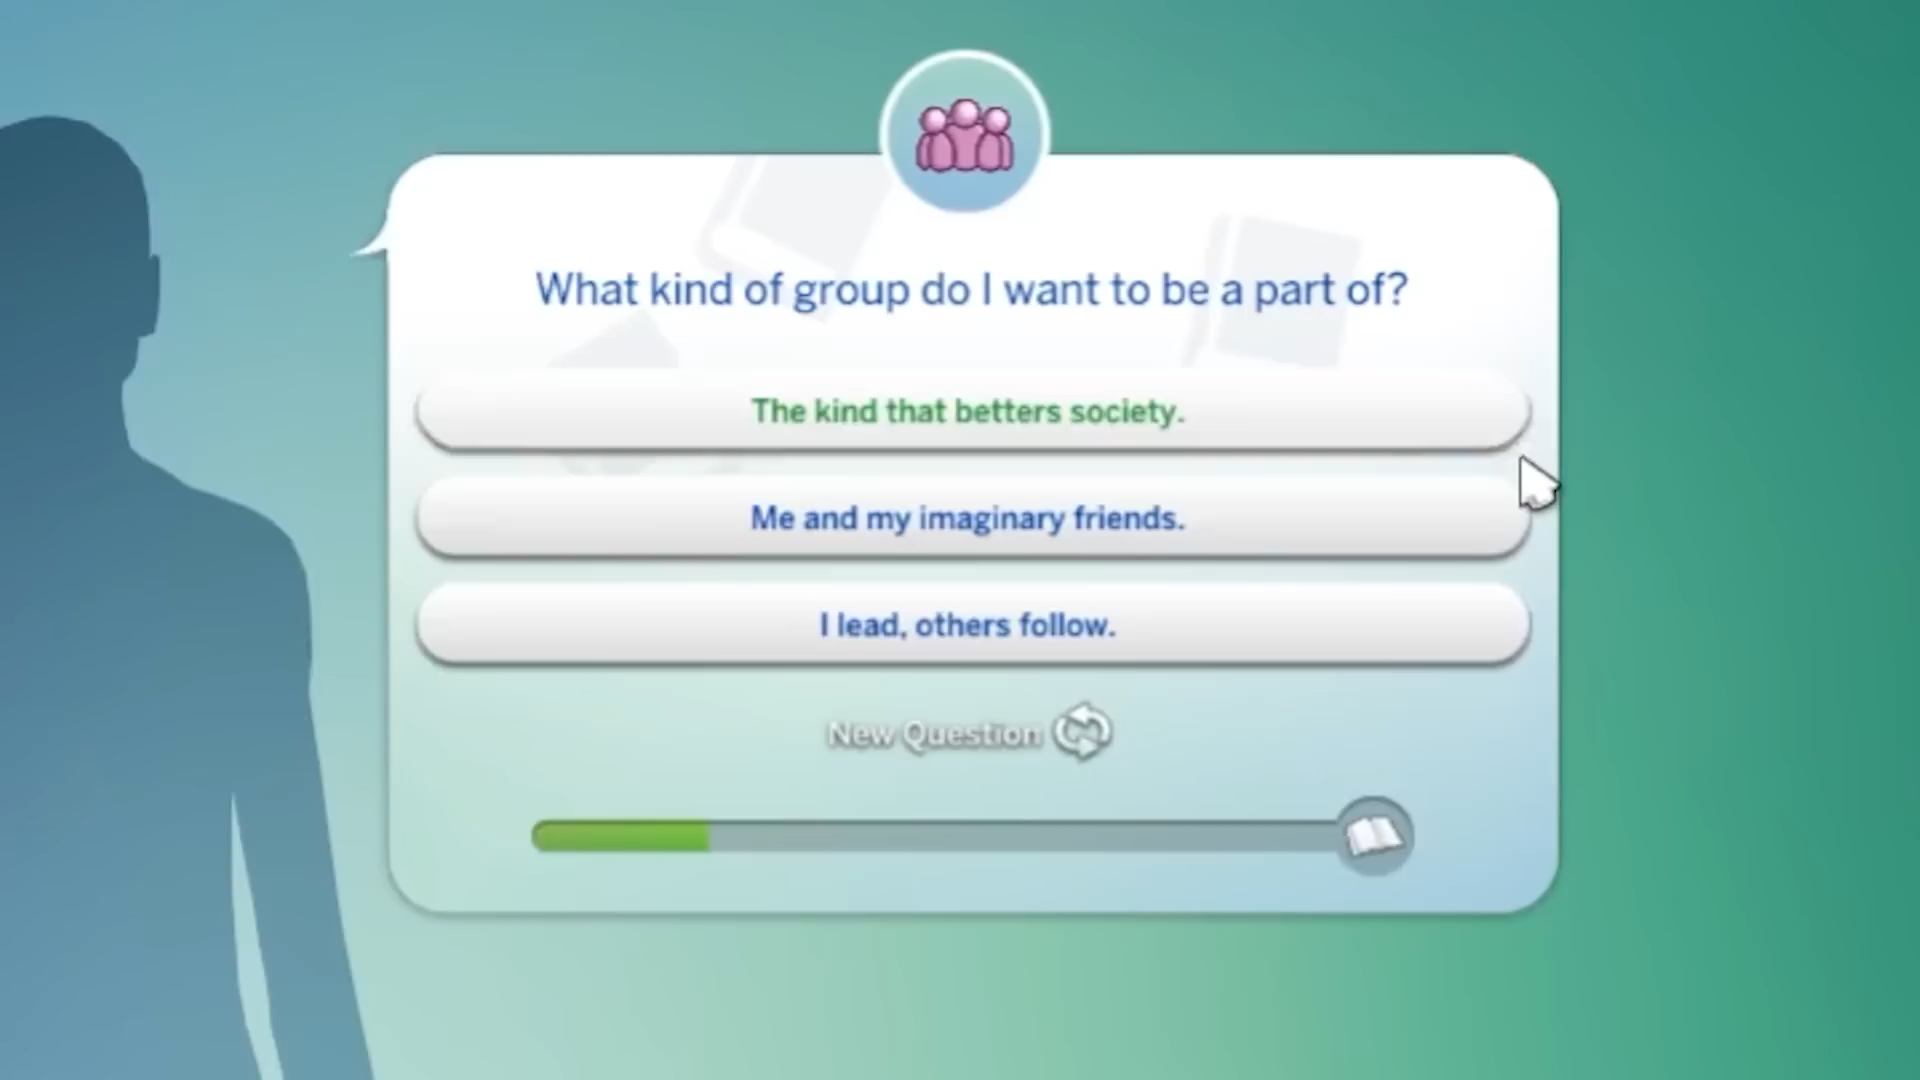 What kind of group do I want to be a part of?
The kind that betters society.
Me and my imaginary friends.
I lead, others follow.
New Question